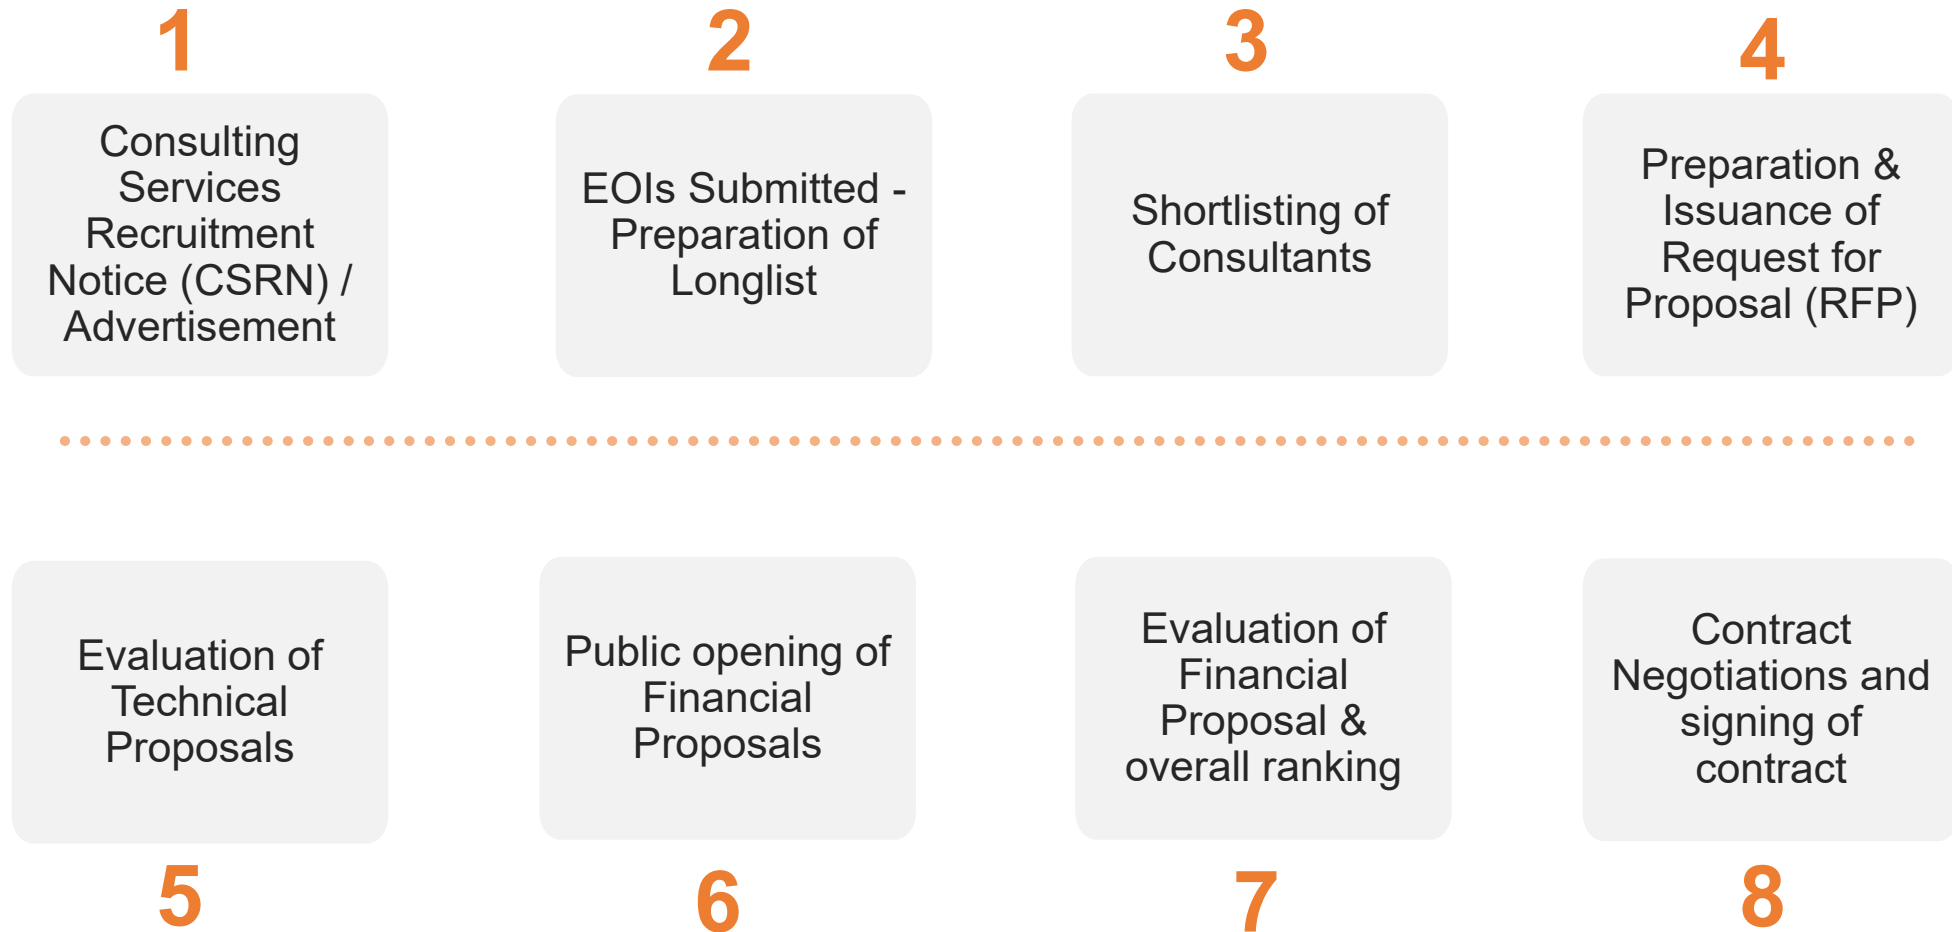 1
Consulting
Services
Recruitment
Notice (CSRN) /
Advertisement
2
EOIs Submitted -
Preparation of
Longlist
3
Shortlisting of
Consultants
4
Preparation &
Issuance of
Request for
Proposal (RFP)
Evaluation of
Technical
Proposals
5
Public opening of
Financial
Proposals
6
Evaluation of
Financial
Proposal &
overall ranking
7
Contract
Negotiations and
signing of
contract
8